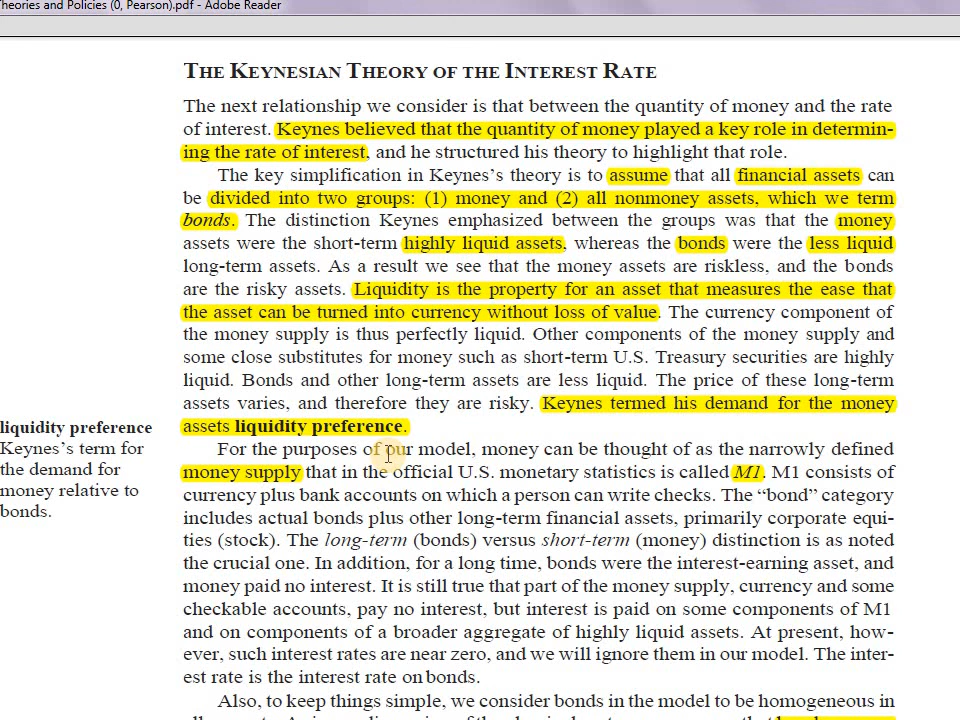 Theories and Policies (0, Pearson).pdf - Adobe Reader
THE KEYNESIAN THEORY OF THE INTEREST RATE
The next relationship we consider is that between the quantity of money and the rate
of interest. Keynes believed that the quantity of money played a key role in determin-
ing the rate of interest, and he structured his theory to highlight that role.
The key simplification in Keynes's theory is to assume that all financial assets can
be divided into two groups: (1) money and (2) all nonmoney assets, which we term
bonds. The distinction Keynes emphasized between the groups was that the money
assets were the short-term highly liquid assets, whereas the bonds were the less liquid
long-term assets. As a result we see that the money assets are riskless, and the bonds
are the risky assets. Liquidity is the property for an asset that measures the ease that
the asset can be turned into currency without loss of value. The currency component of
the money supply is thus perfectly liquid. Other components of the money supply and
some close substitutes for money such as short-term U.S. Treasury securities are highly
liquid. Bonds and other long-term assets are less liquid. The price of these long-term
assets varies, and therefore they are risky. Keynes termed his demand for the money
assets liquidity preference.
liquidity preference
Keynes's term for
the demand for
money relative to
bonds.
For the purposes of our model, money can be thought of as the narrowly defined
money supply that in the official U.S. monetary statistics is called M1. M1 consists of
currency plus bank accounts on which a person can write checks. The “bond” category
includes actual bonds plus other long-term financial assets, primarily corporate equi-
ties (stock). The long-term (bonds) versus short-term (money) distinction is as noted
the crucial one. In addition, for a long time, bonds were the interest-earning asset, and
money paid no interest. It is still true that part of the money supply, currency and some
checkable accounts, pay no interest, but interest is paid on some components of M1
and on components of a broader aggregate of highly liquid assets. At present, how-
ever, such interest rates are near zero, and we will ignore them in our model. The inter-
est rate is the interest rate on bonds.
Also, to keep things simple, we consider bonds in the model to be homogeneous in